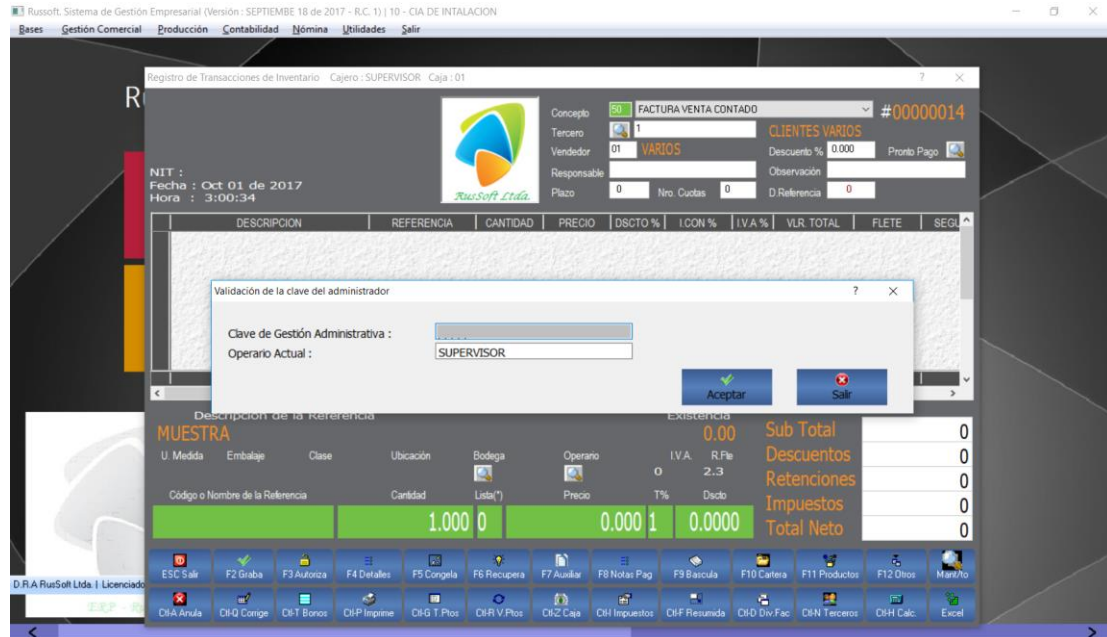 Russoft. Sistema de Gestión Empresarial (Versión : SEPTIEMBRE 18 de 2017 - R.C. 1) | 10 - CIA DE INTALACION
Bases Gestión Comercial Producción Contabilidad Nómina Utilidades Salir
Registro de Transacciones de Inventario Cajero : SUPERVISOR Caja : 01 ?
Concepto 50 FACTURA VENTA CONTADO #00000014
Tercero 1 CLIENTES VARIOS
Vendedor 01 VARIOS Descuento % 0.000 Pronto Pago
NIT : Responsable Observación
Fecha : Oct 01 de 2017
Hora : 3:00:34
RusSoft Ltda. Plazo 0 Nro. Cuotas 0 D.Referencia 0
DESCRIPCION REFERENCIA CANTIDAD PRECIO DSCTO % I.CON % I.V.A % VLR. TOTAL FLETE SEGU
Validación de la clave del administrador ?
Clave de Gestión Administrativa :
Operario Actual : SUPERVISOR
Aceptar Salir
Descripcion de la Referencia Existencia
MUESTRA 0.00 Sub Total 0
U. Medida Embalaje Clase Ubicación Bodega Operario I.V.A. R.Fte Descuentos 0
0 2.3
Retenciones 0
Código o Nombre de la Referencia Cantidad Lista(*) Precio T% Dscto
Impuestos 0
1.000 0 0.000 1 0.0000 Total Neto 0
ESC Salir F2 Graba F3 Autoriza F4 Detalles F5 Congela F6 Recupera F7 Auxiliar F8 Notas Pag F9 Bascula F10 Cartera F11 Productos F12 Otros Mant/to
D.R.A RusSoft Ltda. | Licenciado
Ctl-A Anula Ctl-Q Corrige Ctl-T Bonos Ctl-P Imprime Ctl-G T.Ptos Ctl-R V.Ptos Ctl-Z Caja Ctl-I Impuestos Ctl-F Resumida Ctl-D Div.Fac Ctl-N Terceros Ctl-H Calc. Excel